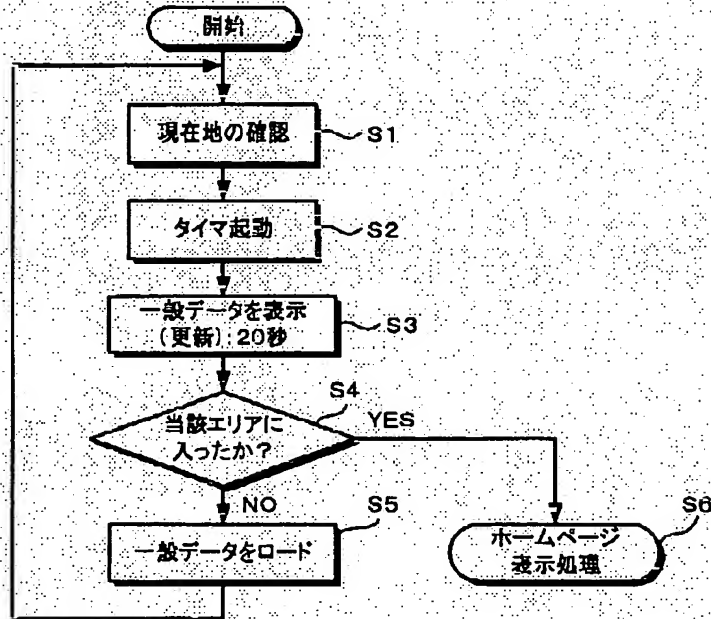 開始
現在地の確認
S1
タイマ起動
S2
一般データを表示
(更新):20秒
S3
S4
当該エリアに
入ったか?
YES
NO
S5
一般データをロード
S6
ホームページ
表示処理